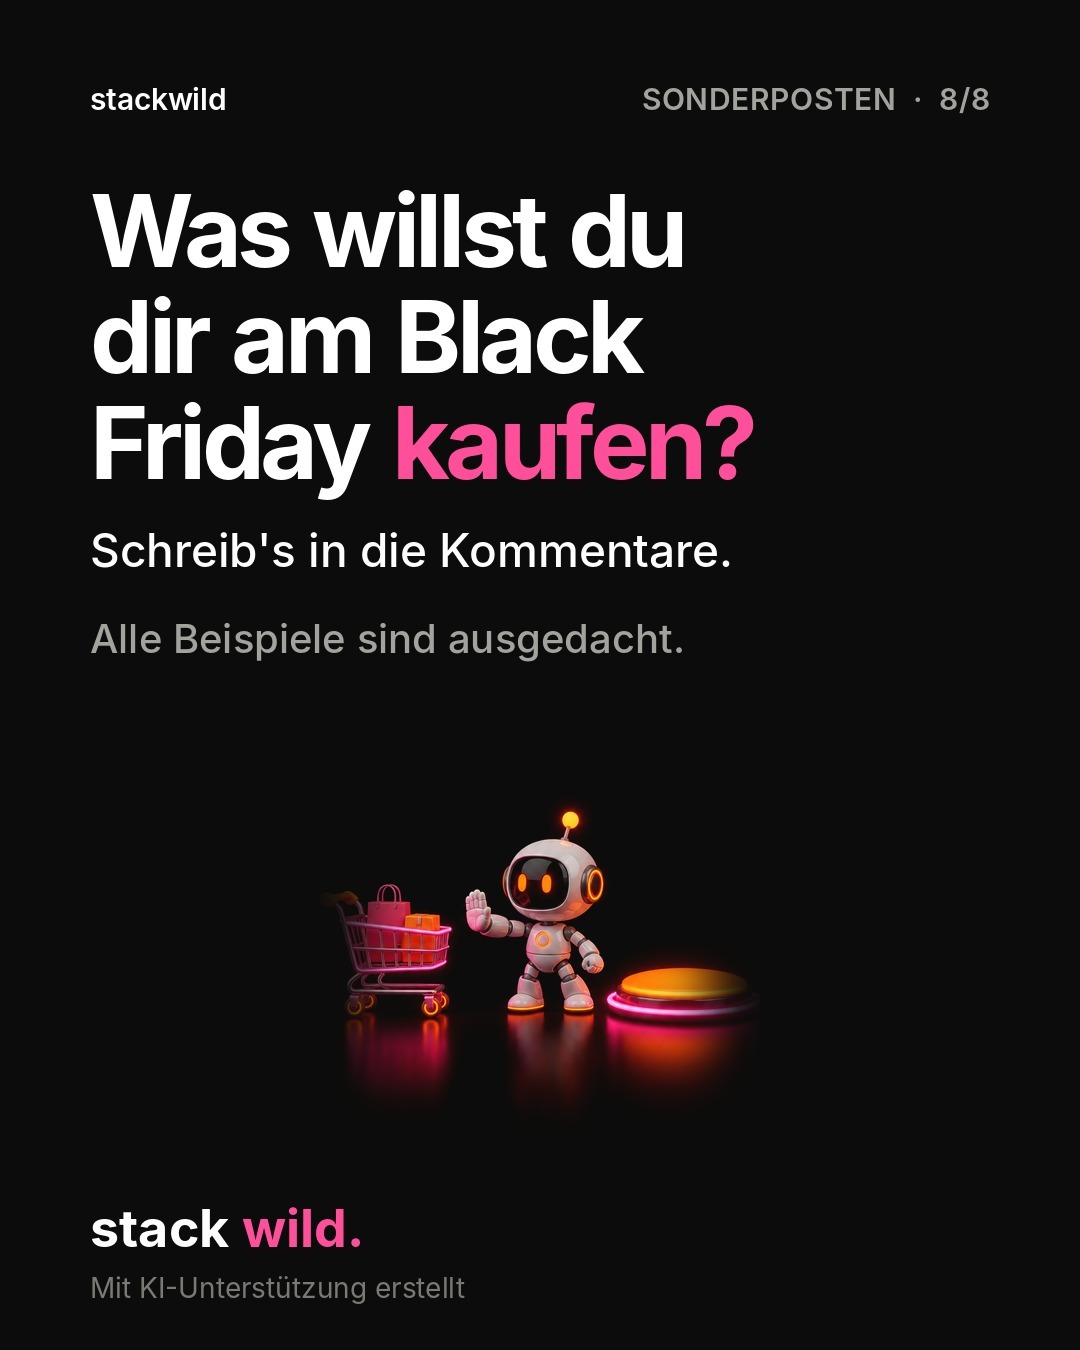 stackwild
SONDERPOSTEN · 8/8
Was willst du
dir am Black
Friday kaufen?
Schreib's in die Kommentare.
Alle Beispiele sind ausgedacht.
stack wild.
Mit KI-Unterstützung erstellt